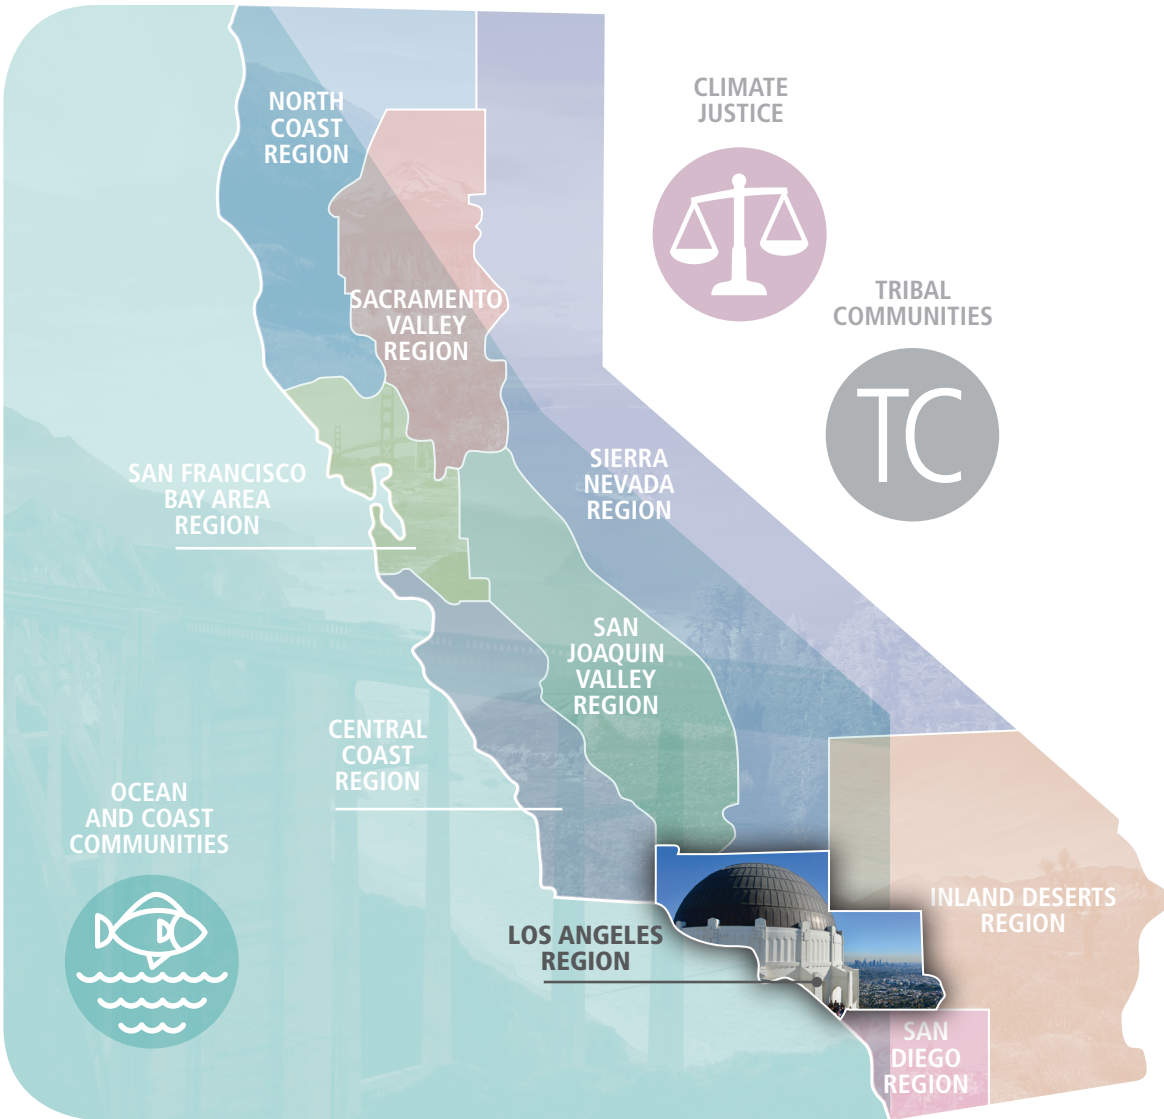 CLIMATE
JUSTICE
NORTH
COAST
REGION
TRIBAL
COMMUNITIES
SACRAMENTO
VALLEY
REGION
TC
SIERRA
NEVADA
REGION
SAN FRANCISCO
BAY AREA
REGION
SAN
JOAQUIN
VALLEY
REGION
CENTRAL
COAST
REGION
OCEAN
AND COAST
COMMUNITIES
INLAND DESERTS
REGION
LOS ANGELES
REGION
SAN
DIEGO
REGION